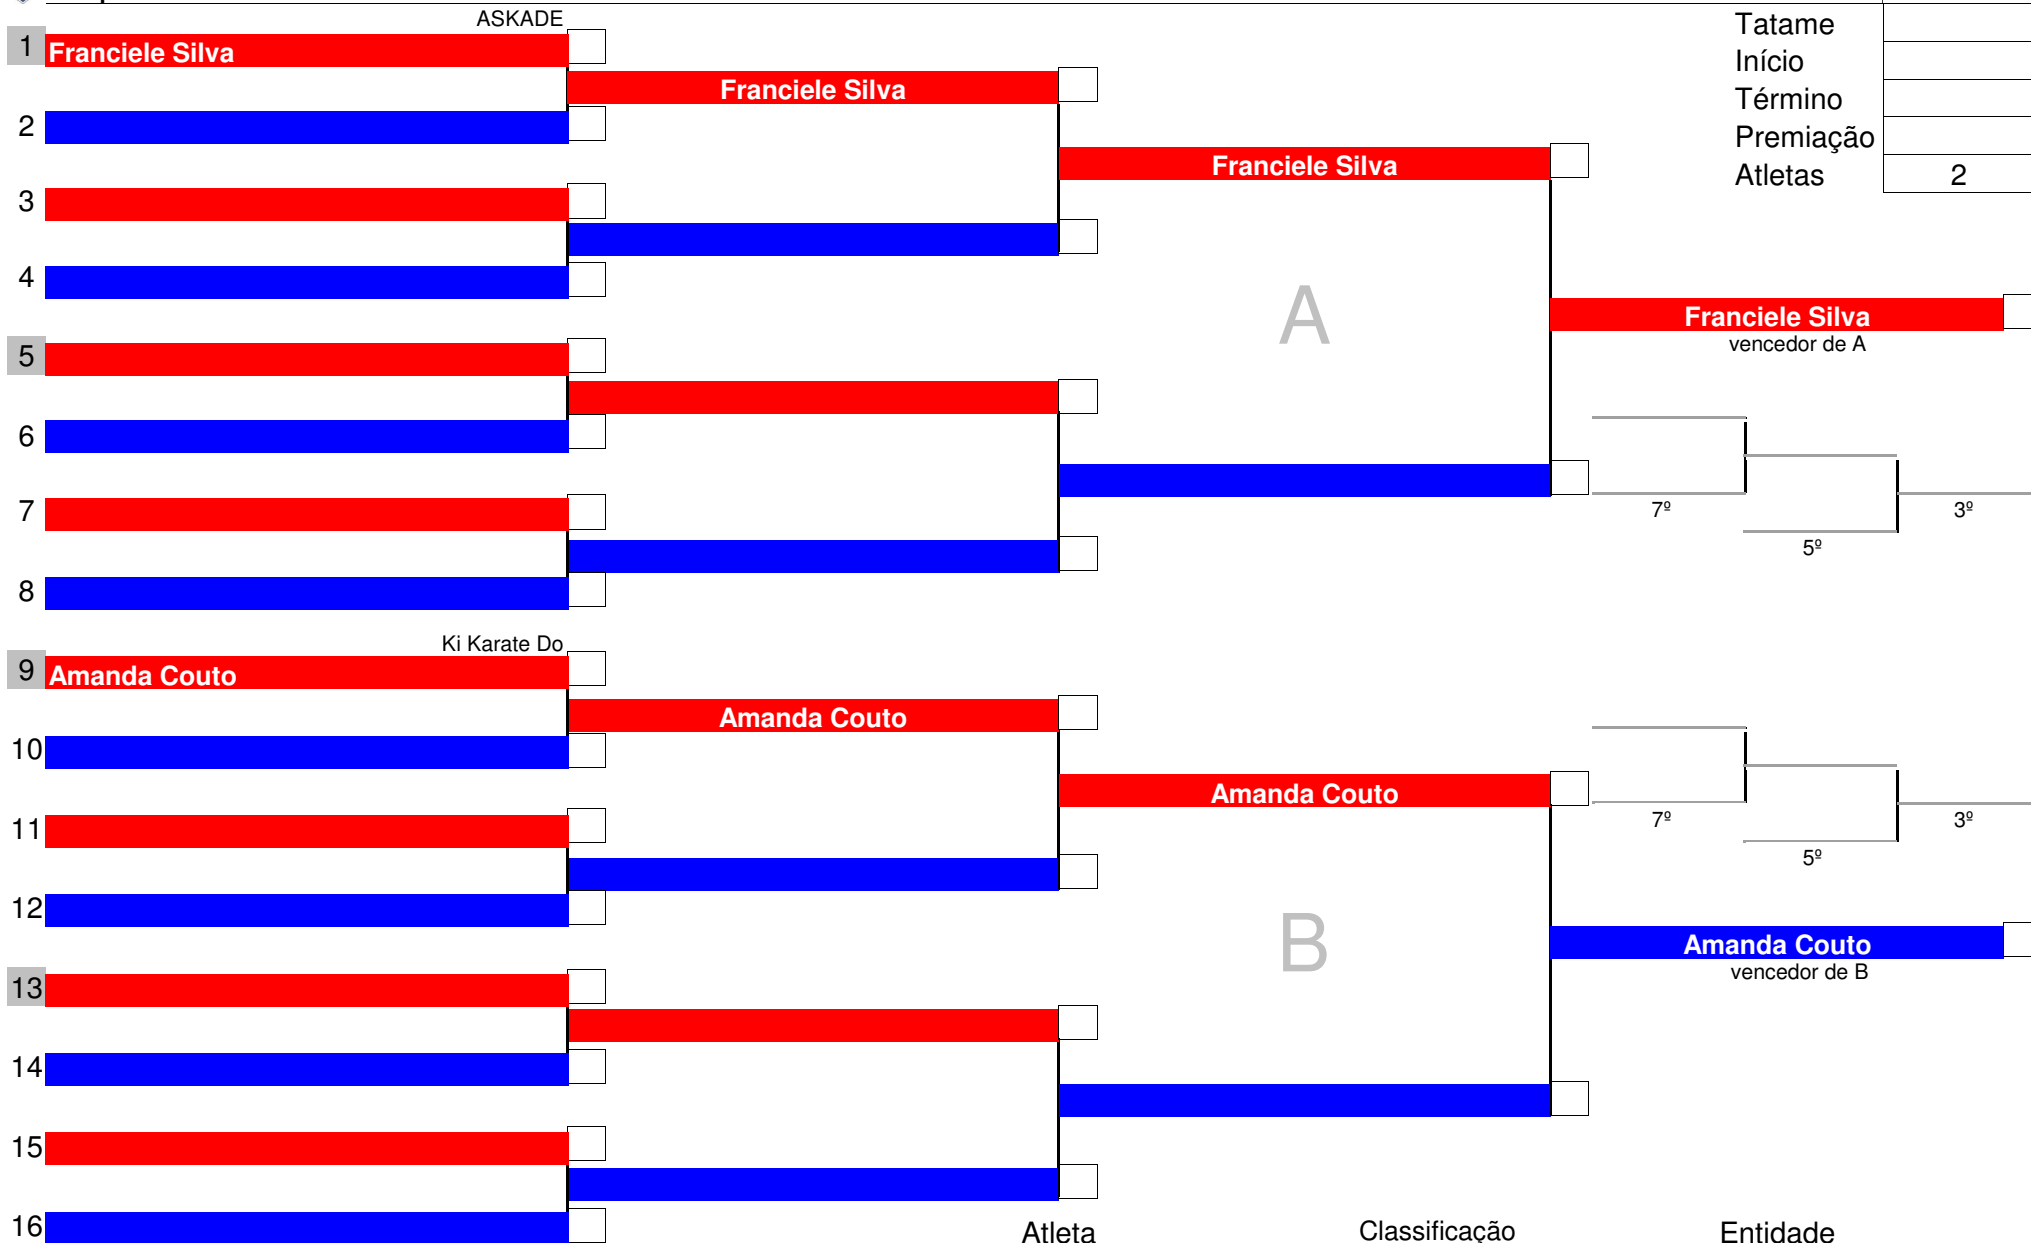 ASKADE
Tatame
1 Franciele Silva
Início
Franciele Silva
Término
2
Premiação
Franciele Silva
Atletas 2
3
4
A
Franciele Silva
vencedor de A
5
6
7
7º 3º
5º
8
Ki Karate Do
9 Amanda Couto
Amanda Couto
10
Amanda Couto
11
7º 3º
5º
12
B
Amanda Couto
vencedor de B
13
14
15
16
Atleta Classificação Entidade